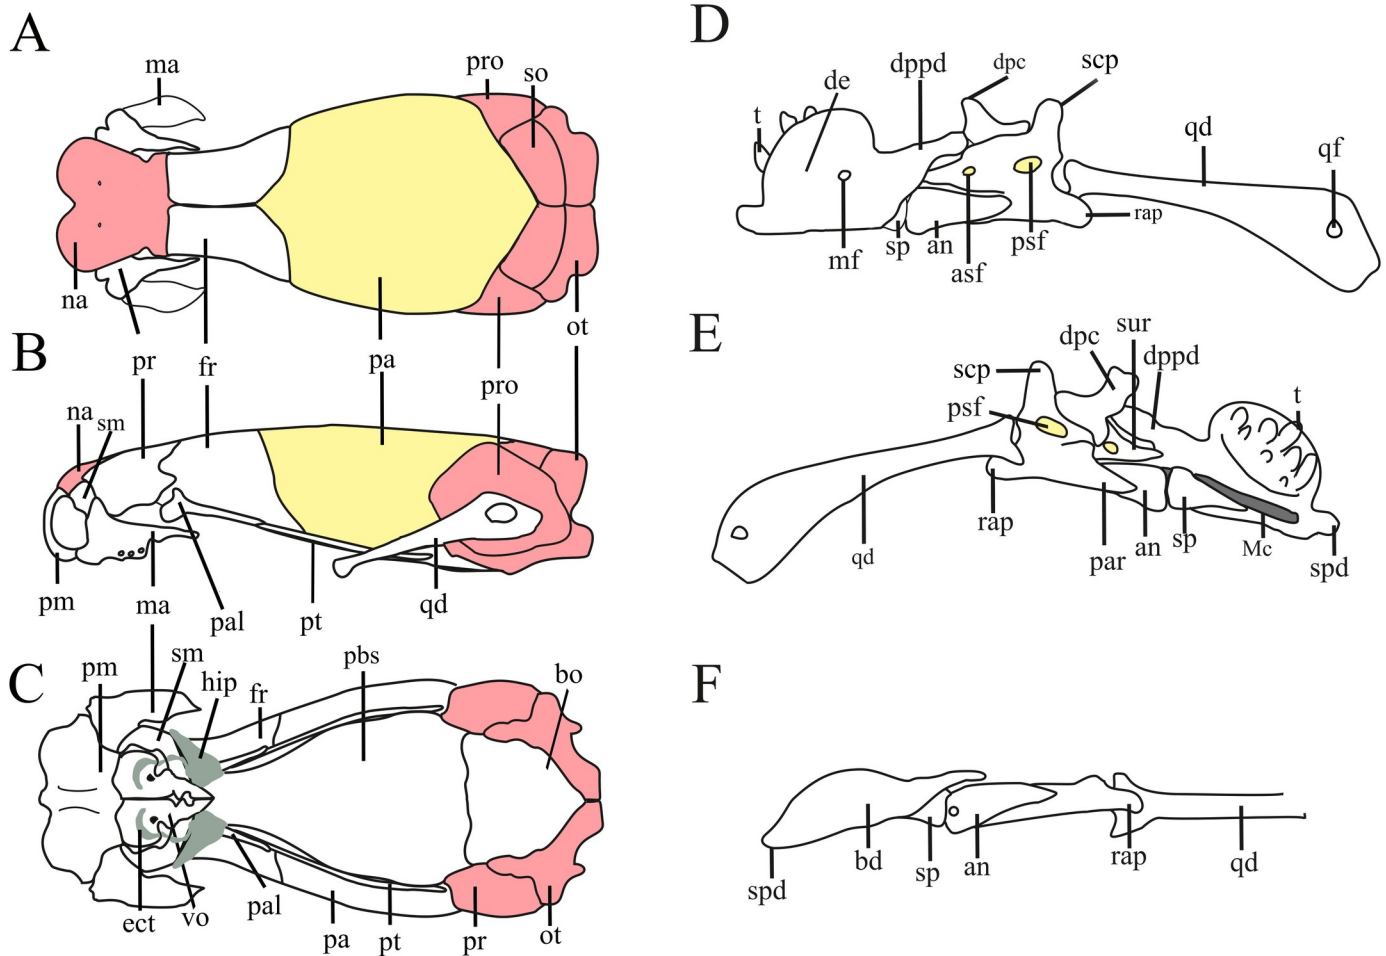 A
ma
pro
so
na
pr
fr
pa
pro
ot
B
na
sm
pm
ma
pal
pt
qd
C
pm
sm
hip
fr
pbs
bo
ect
vo
pal
pa
pt
pr
ot
D
t
de
dppd
dpc
scp
qd
qf
mf
sp
an
asf
psf
rap
E
scp
dpc
sur
dppd
psf
t
qd
rap
par
an
sp
Mc
spd
F
spd
bd
sp
an
rap
qd